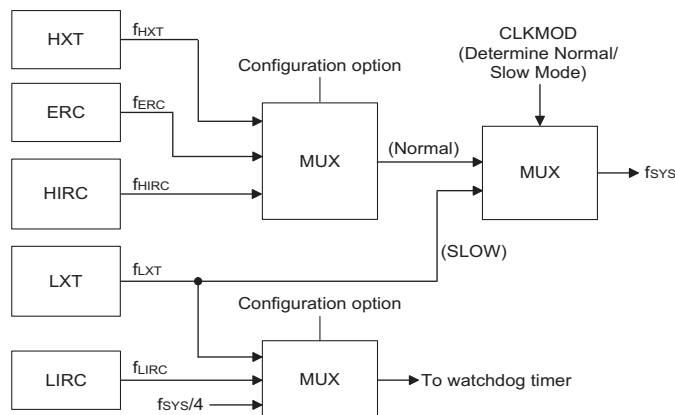 HXT
fHXT
ERC
fERC
HIRC
fHIRC
Configuration option
MUX
(Normal)
CLKMOD
(Determine Normal/
Slow Mode)
MUX
fSYS
LXT
fLXT
(SLOW)
Configuration option
LIRC
fLIRC
fSYS/4
MUX
To watchdog timer